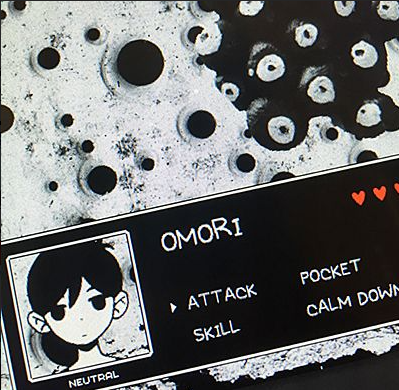 OMORI
ATTACK
POCKET
SKILL
CALM DOWN
NEUTRAL